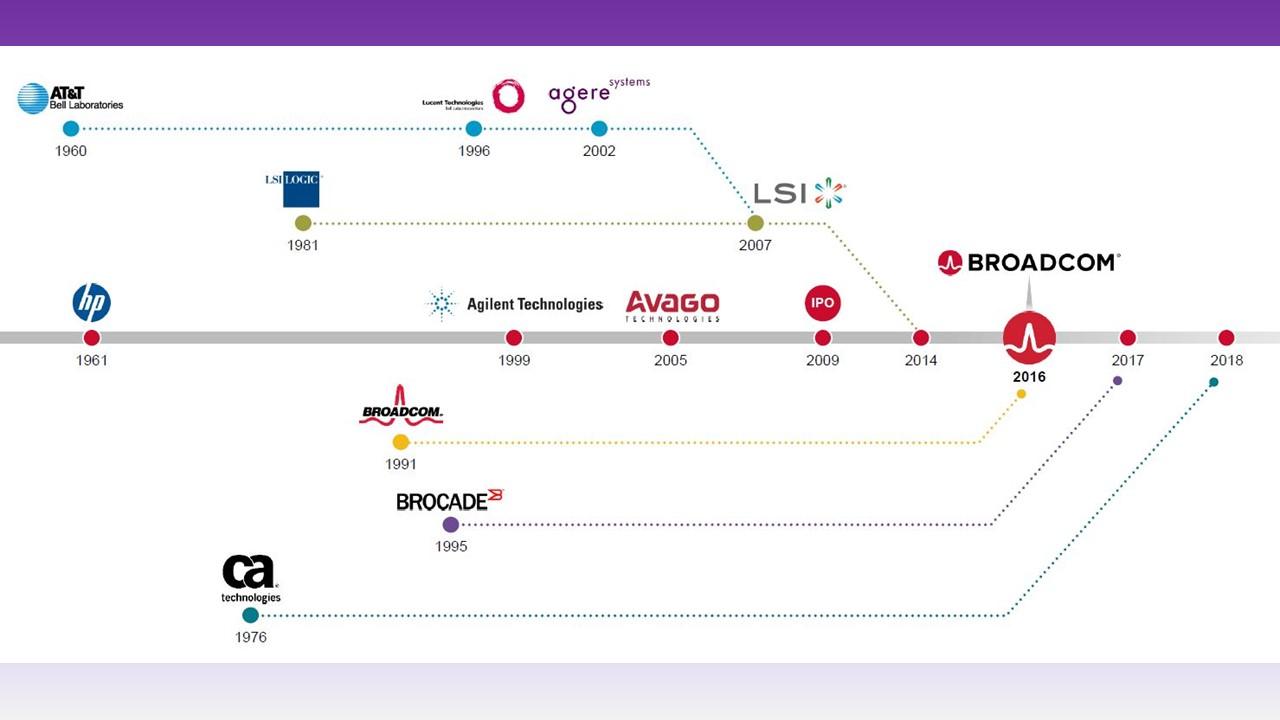 AT&T
Bell Laboratories
1960
Lucent Technologies
Bell Labs Innovations
1996
agere systems
2002
LSI LOGIC
1981
LSI
2007
hp
1961
Agilent Technologies
1999
AVAGO
TECHNOLOGIES
2005
IPO
2009
2014
BROADCOM®
2016
2017
2018
BROADCOM
1991
BROCADE
1995
ca
technologies
1976